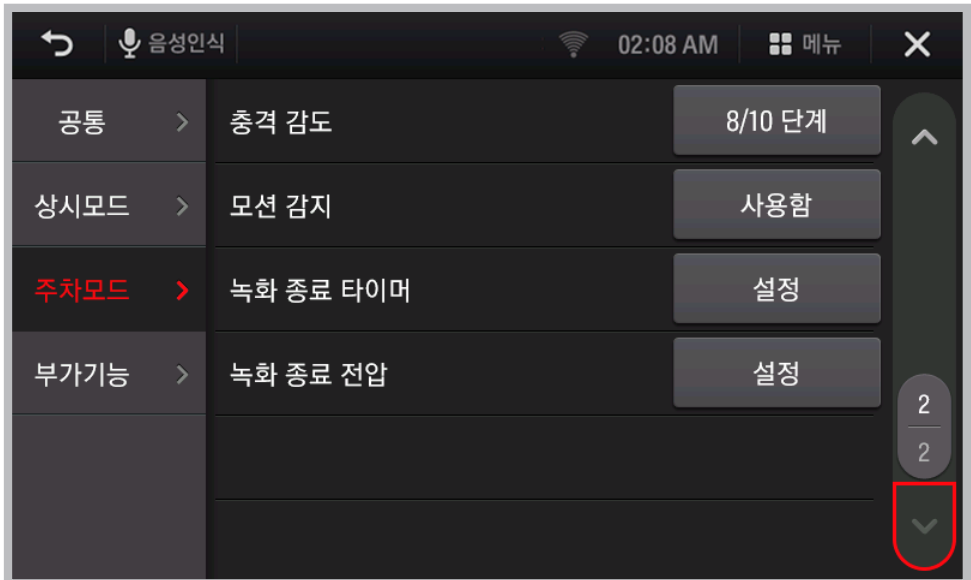 음성인식
02:08 AM
메뉴
공통
충격 감도
8/10 단계
상시모드
모션 감지
사용함
주차모드
녹화 종료 타이머
설정
부가기능
녹화 종료 전압
설정
2
2